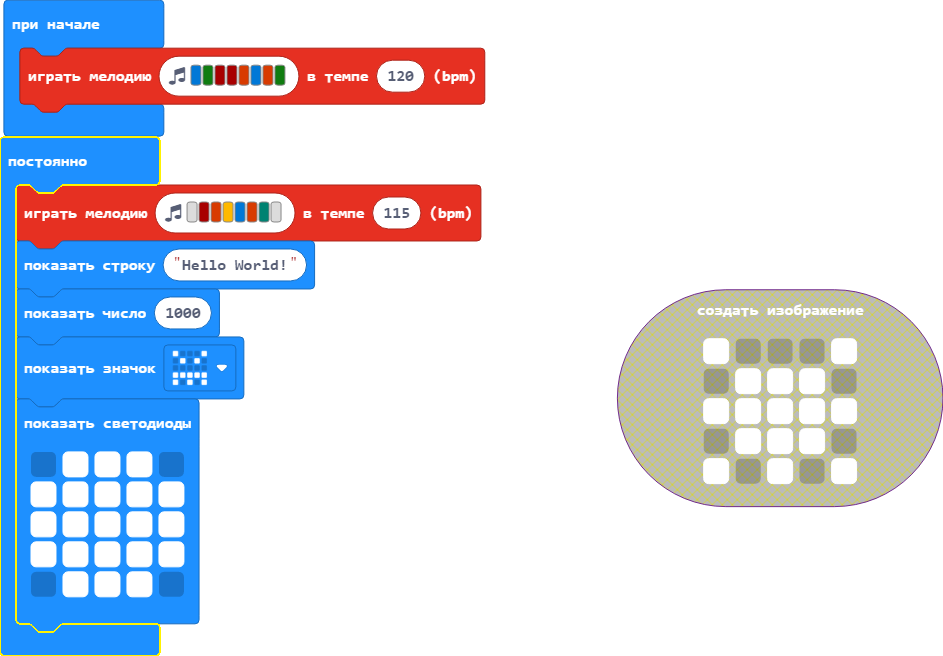 при начале
играть мелодию в темпе 120 (bpm)
постоянно
играть мелодию в темпе 115 (bpm)
показать строку "Hello World!"
показать число 1000
показать значок
показать светодиоды
создать изображение